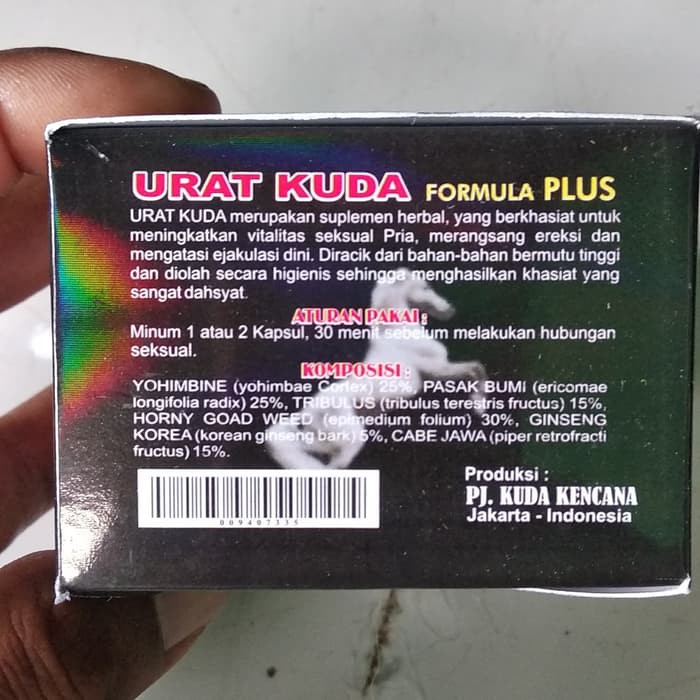 URAT KUDA FORMULA PLUS
URAT KUDA merupakan suplemen herbal, yang berkhasiat untuk
meningkatkan vitalitas seksual Pria, merangsang ereksi dan
mengatasi ejakulasi dini. Diracik dari bahan-bahan bermutu tinggi
dan diolah secara higienis sehingga menghasilkan khasiat yang
sangat dahsyat.
ATURAN PAKAI :
Minum 1 atau 2 Kapsul, 30 menit sebelum melakukan hubungan
seksual.
KOMPOSISI :
YOHIMBINE (yohimbae Cortex) 25%, PASAK BUMI (ericomae
longifolia radix) 25%, TRIBULUS (tribulus terestris fructus) 15%,
HORNY GOAD WEED (epimedium folium) 30%, GINSENG
KOREA (korean ginseng bark) 5%, CABE JAWA (piper retrofracti
fructus) 15%.
009407335
Produksi :
PJ. KUDA KENCANA
Jakarta - Indonesia